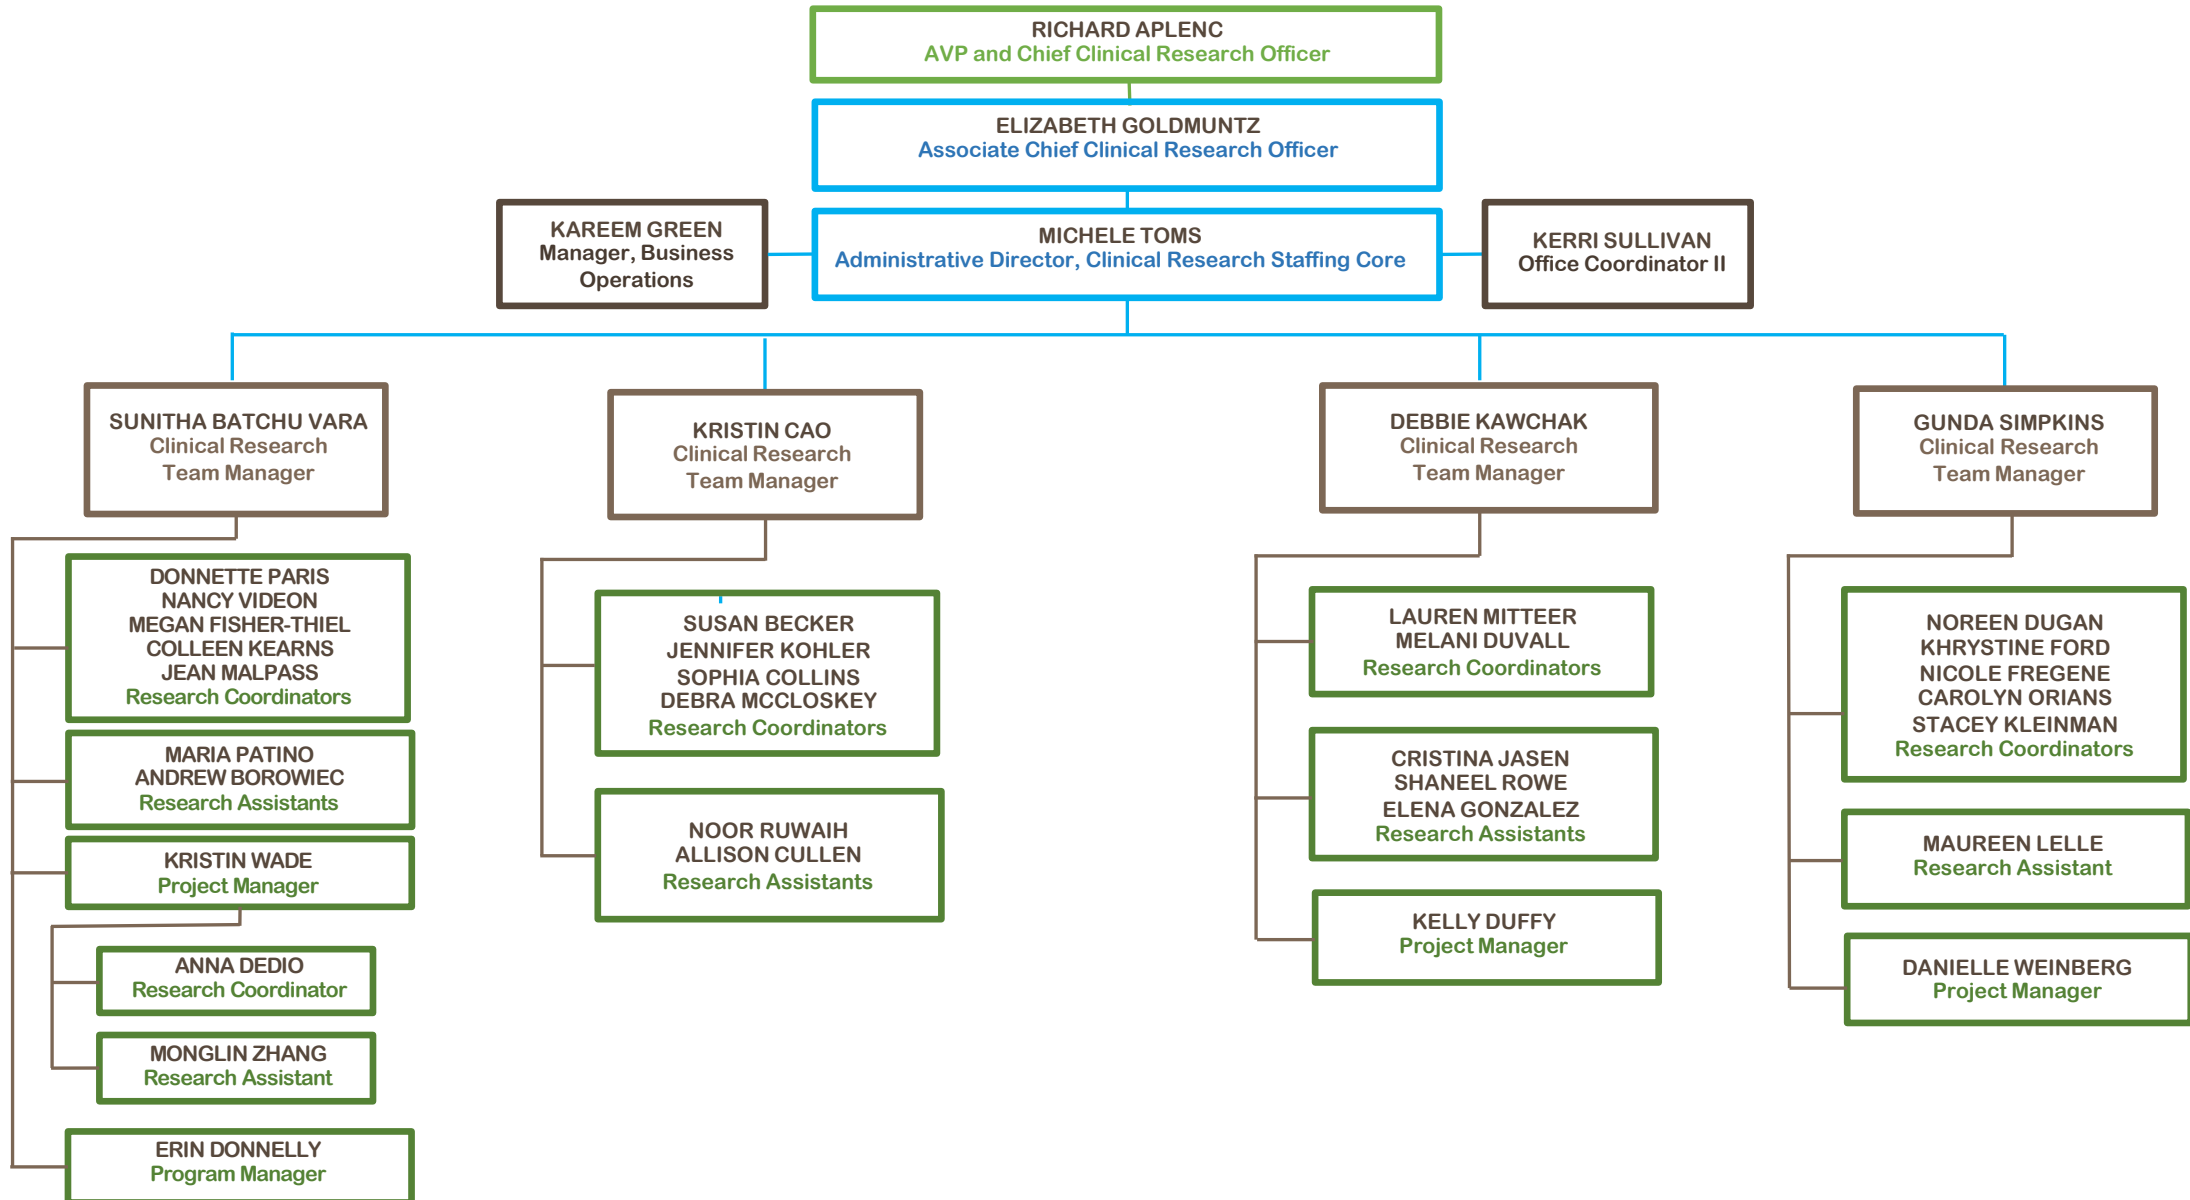 RICHARD APLENC
AVP and Chief Clinical Research Officer
ELIZABETH GOLDMUNTZ
Associate Chief Clinical Research Officer
KAREEM GREEN
Manager, Business
Operations
MICHELE TOMS
Administrative Director, Clinical Research Staffing Core
KERRI SULLIVAN
Office Coordinator II
SUNITHA BATCHU VARA
Clinical Research
Team Manager
DONNETTE PARIS
NANCY VIDEON
MEGAN FISHER-THIEL
COLLEEN KEARNS
JEAN MALPASS
Research Coordinators
MARIA PATINO
ANDREW BOROWIEC
Research Assistants
KRISTIN WADE
Project Manager
ANNA DEDIO
Research Coordinator
MONGLIN ZHANG
Research Assistant
ERIN DONNELLY
Program Manager
KRISTIN CAO
Clinical Research
Team Manager
SUSAN BECKER
JENNIFER KOHLER
SOPHIA COLLINS
DEBRA MCCLOSKEY
Research Coordinators
NOOR RUWAIH
ALLISON CULLEN
Research Assistants
DEBBIE KAWCHAK
Clinical Research
Team Manager
LAUREN MITTEER
MELANI DUVALL
Research Coordinators
CRISTINA JASEN
SHANEEL ROWE
ELENA GONZALEZ
Research Assistants
KELLY DUFFY
Project Manager
GUNDA SIMPKINS
Clinical Research
Team Manager
NOREEN DUGAN
KHRYSTINE FORD
NICOLE FREGENE
CAROLYN ORIANS
STACEY KLEINMAN
Research Coordinators
MAUREEN LELLE
Research Assistant
DANIELLE WEINBERG
Project Manager